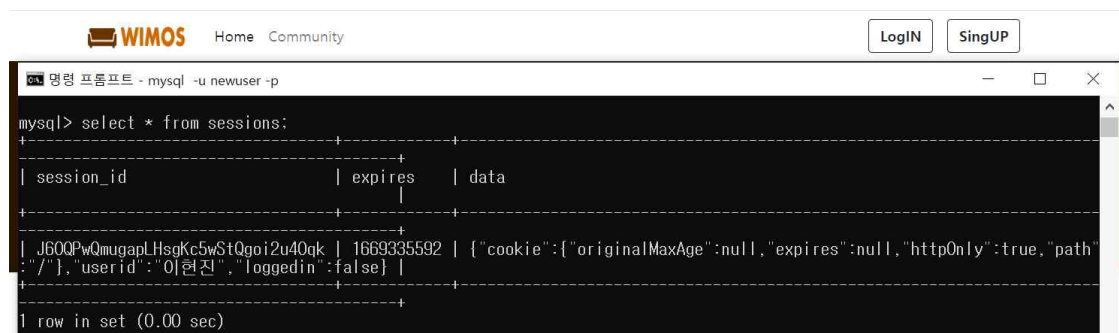 WIMOS Home Community LogIN SingUP
명령 프롬프트 - mysql -u newuser -p
mysql> select * from sessions;
+---------------------------------+------------+--------------------------------------------------------------------
----------------------------------------+
| session_id | expires | data
|
+---------------------------------+------------+--------------------------------------------------------------------
----------------------------------------+
| J6OQPwQmugapLHsgKc5wStQgoi2u4Oqk | 1669335592 | {"cookie":{"originalMaxAge":null,"expires":null,"httpOnly":true,"path"
:"/"},"userid":"이현진","loggedin":false} |
+---------------------------------+------------+--------------------------------------------------------------------
----------------------------------------+
1 row in set (0.00 sec)